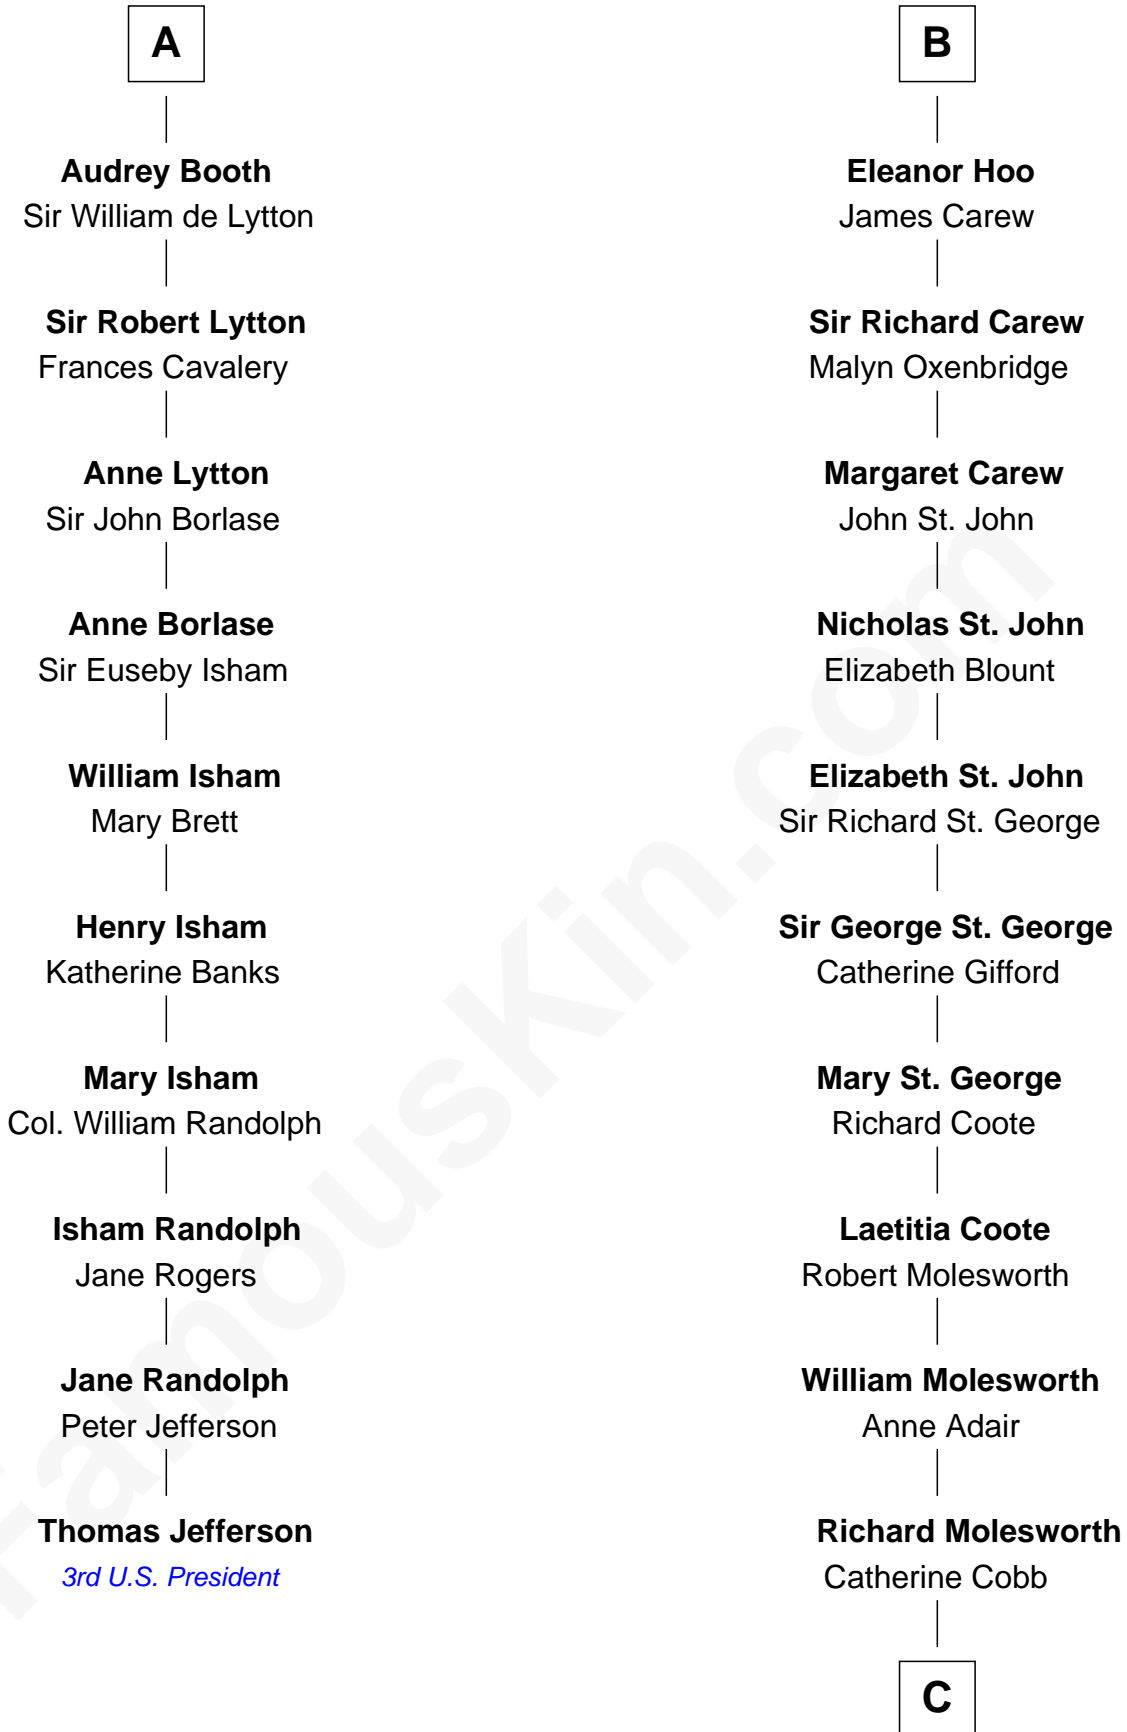 A
Audrey Booth
Sir William de Lytton
Sir Robert Lytton
Frances Cavalery
Anne Lytton
Sir John Borlase
Anne Borlase
Sir Euseby Isham
William Isham
Mary Brett
Henry Isham
Katherine Banks
Mary Isham
Col. William Randolph
Isham Randolph
Jane Rogers
Jane Randolph
Peter Jefferson
Thomas Jefferson
3rd U.S. President
B
Eleanor Hoo
James Carew
Sir Richard Carew
Malyn Oxenbridge
Margaret Carew
John St. John
Nicholas St. John
Elizabeth Blount
Elizabeth St. John
Sir Richard St. George
Sir George St. George
Catherine Gifford
Mary St. George
Richard Coote
Laetitia Coote
Robert Molesworth
William Molesworth
Anne Adair
Richard Molesworth
Catherine Cobb
C
FamousKin.com